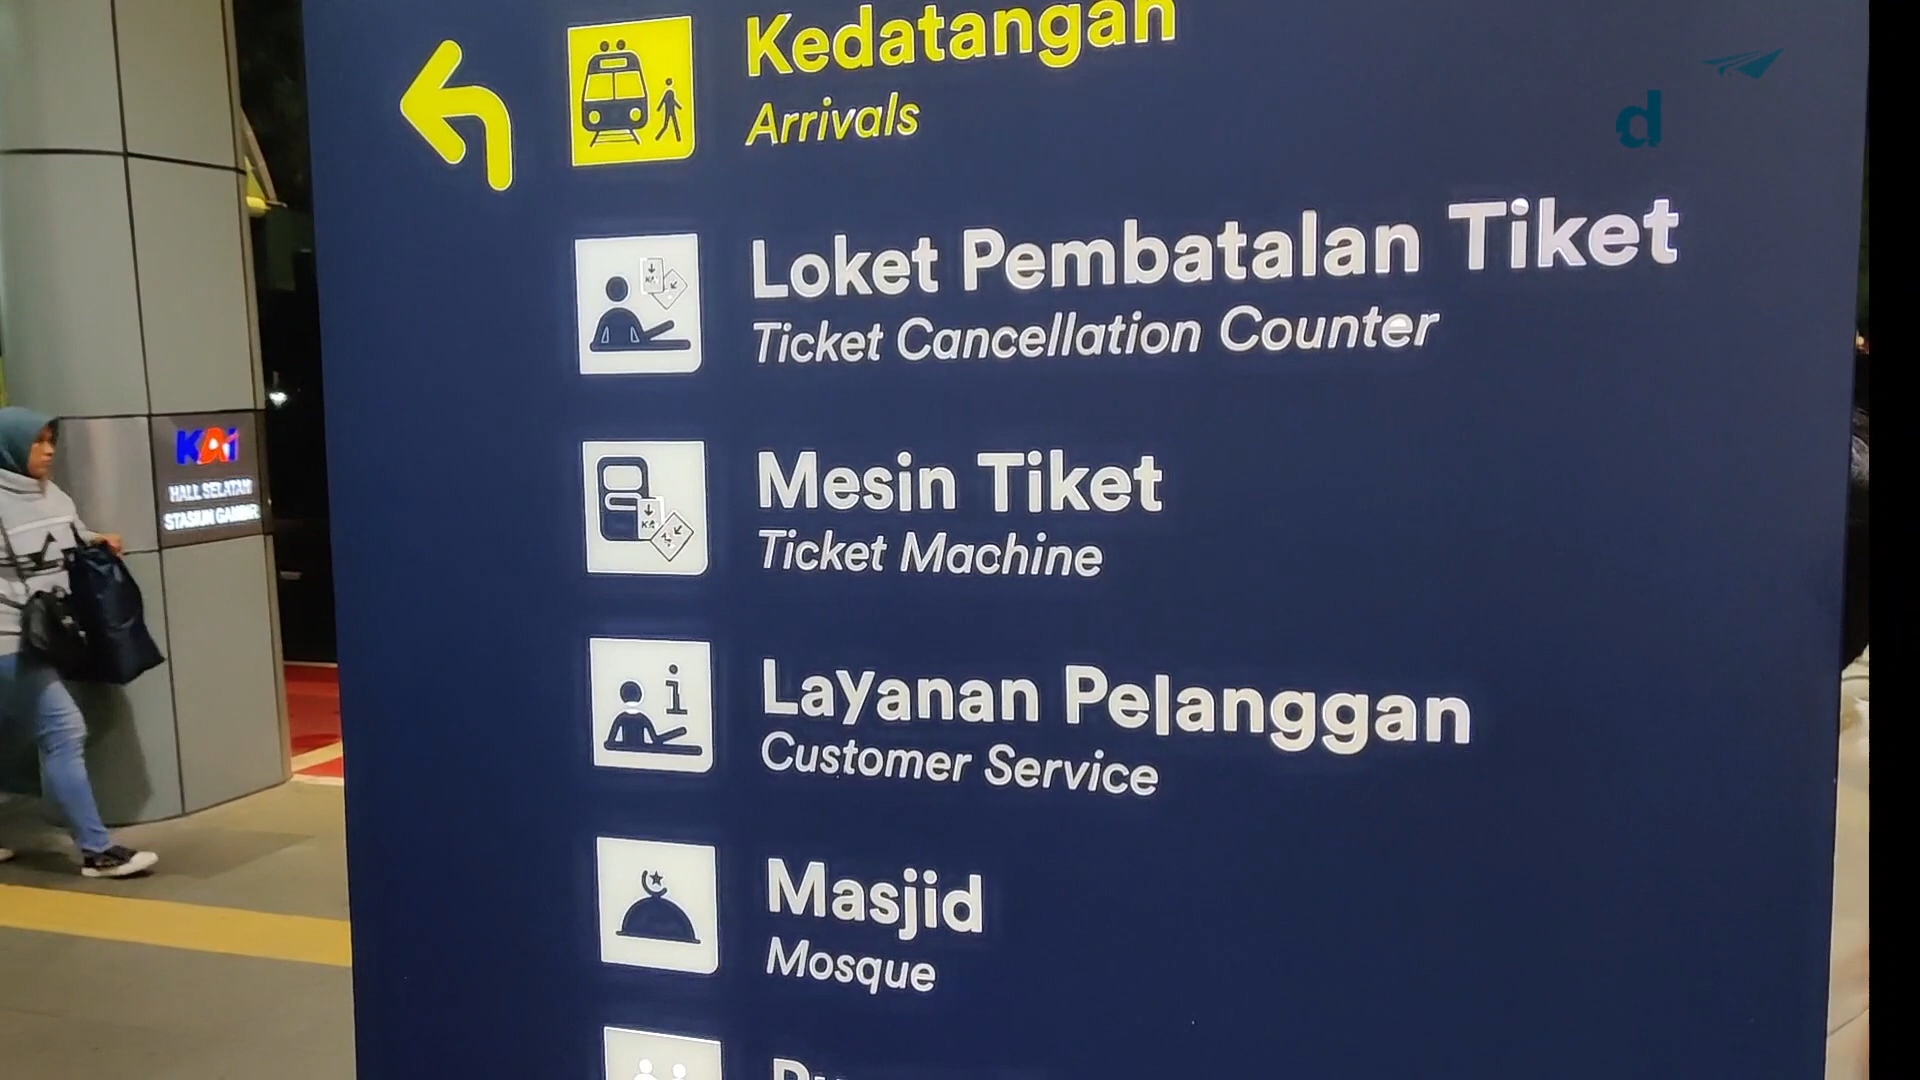 Kedatangan
Arrivals
Loket Pembatalan Tiket
Ticket Cancellation Counter
Mesin Tiket
Ticket Machine
Layanan Pelanggan
Customer Service
Masjid
Mosque
KAI
HALL SELATAN
STASIUN GAMBIR
d